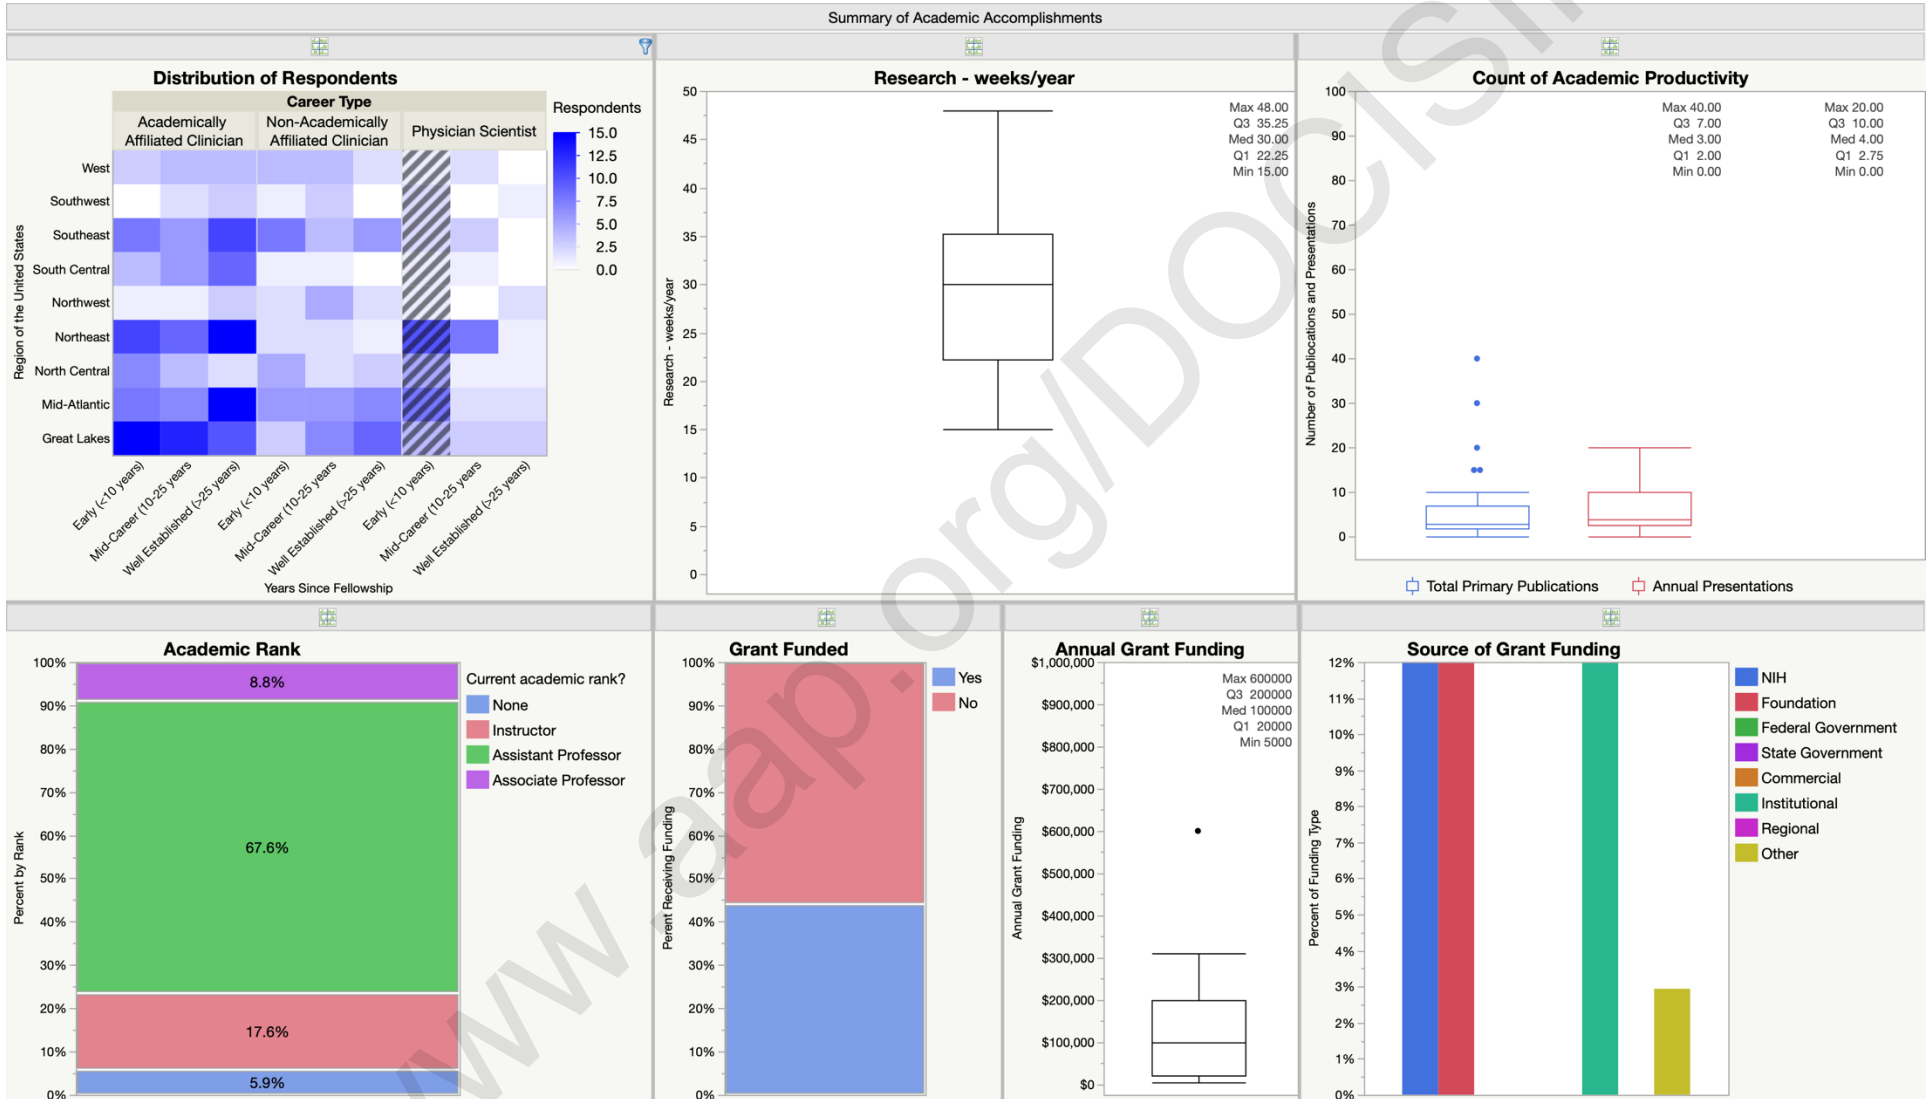 Summary of Academic Accomplishments
Distribution of Respondents
Career Type
Academically
Affiliated Clinician
Non-Academically
Affiliated Clinician
Physician Scientist
Respondents
15.0
12.5
10.0
7.5
5.0
2.5
0.0
Region of the United States
West
Southwest
Southeast
South Central
Northwest
Northeast
North Central
Mid-Atlantic
Great Lakes
Early (<10 years)
Mid-Career (10-25 years
Well Established (>25 years)
Early (<10 years)
Mid-Career (10-25 years
Well Established (>25 years)
Early (<10 years)
Mid-Career (10-25 years
Well Established (>25 years)
Years Since Fellowship
Research - weeks/year
Research - weeks/year
50
45
40
35
30
25
20
15
10
5
0
Max 48.00
Q3 35.25
Med 30.00
Q1 22.25
Min 15.00
Count of Academic Productivity
Number of Publiocations and Presentations
100
90
80
70
60
50
40
30
20
10
0
Max 40.00
Q3 7.00
Med 3.00
Q1 2.00
Min 0.00
Max 20.00
Q3 10.00
Med 4.00
Q1 2.75
Min 0.00
Total Primary Publications
Annual Presentations
Academic Rank
Percent by Rank
100%
90%
80%
70%
60%
50%
40%
30%
20%
10%
0%
8.8%
67.6%
17.6%
5.9%
Current academic rank?
None
Instructor
Assistant Professor
Associate Professor
Grant Funded
Perent Receiving Funding
100%
90%
80%
70%
60%
50%
40%
30%
20%
10%
0%
Yes
No
Annual Grant Funding
Annual Grant Funding
$1,000,000
$900,000
$800,000
$700,000
$600,000
$500,000
$400,000
$300,000
$200,000
$100,000
$0
Max 600000
Q3 200000
Med 100000
Q1 20000
Min 5000
Source of Grant Funding
Percent of Funding Type
12%
11%
10%
9%
8%
7%
6%
5%
4%
3%
2%
1%
0%
NIH
Foundation
Federal Government
State Government
Commercial
Institutional
Regional
Other
www.aap.org/DOCSI